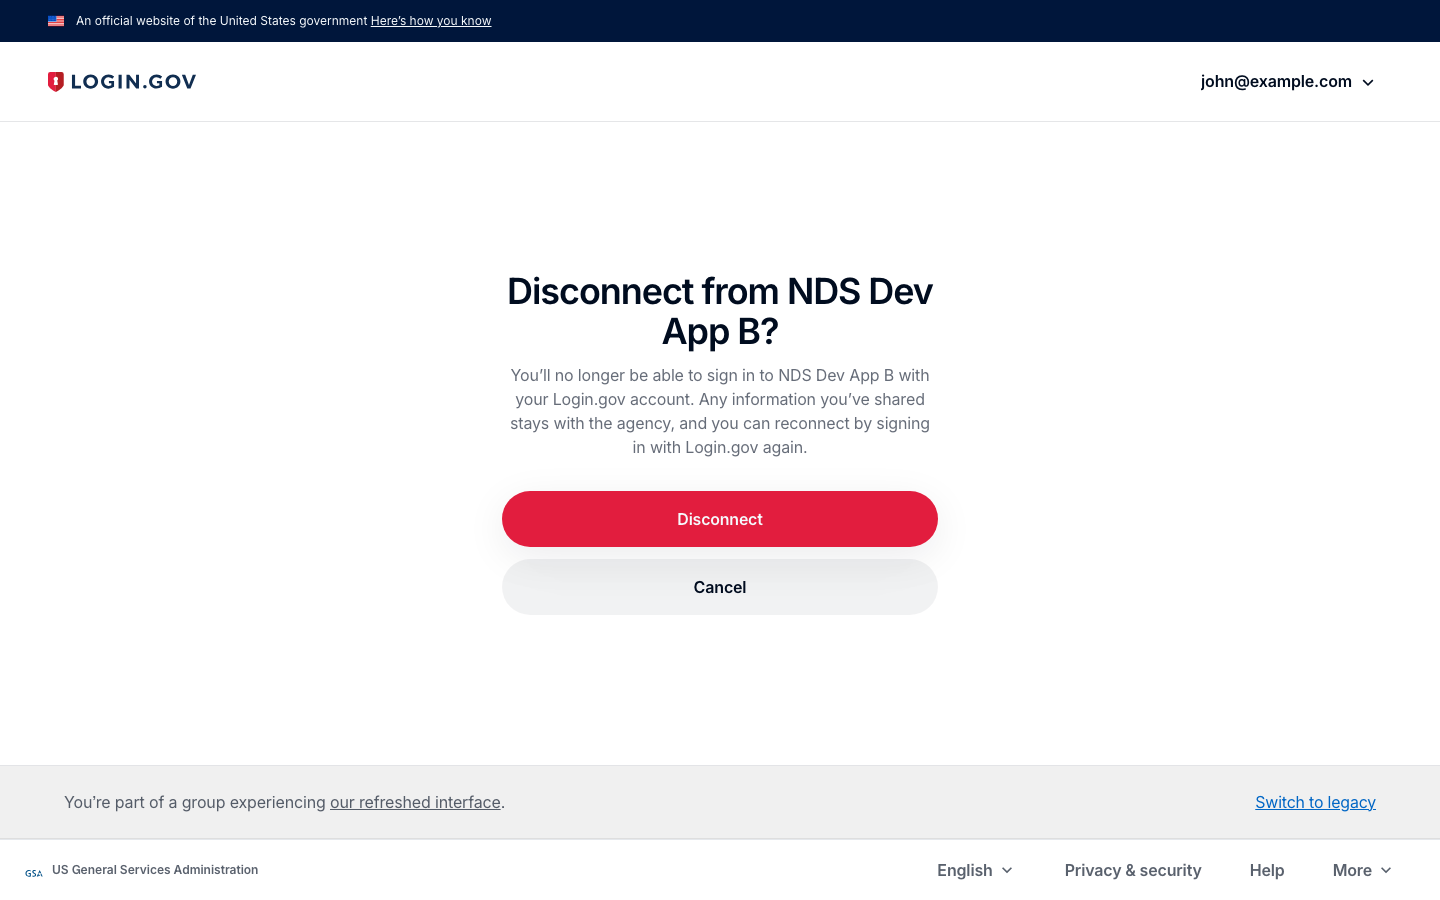 An official website of the United States government Here’s how you know
LOGIN.GOV
john@example.com
Disconnect from NDS Dev
App B?
You’ll no longer be able to sign in to NDS Dev App B with
your Login.gov account. Any information you’ve shared
stays with the agency, and you can reconnect by signing
in with Login.gov again.
Disconnect
Cancel
You’re part of a group experiencing our refreshed interface.
Switch to legacy
GSA
US General Services Administration
English
Privacy & security
Help
More